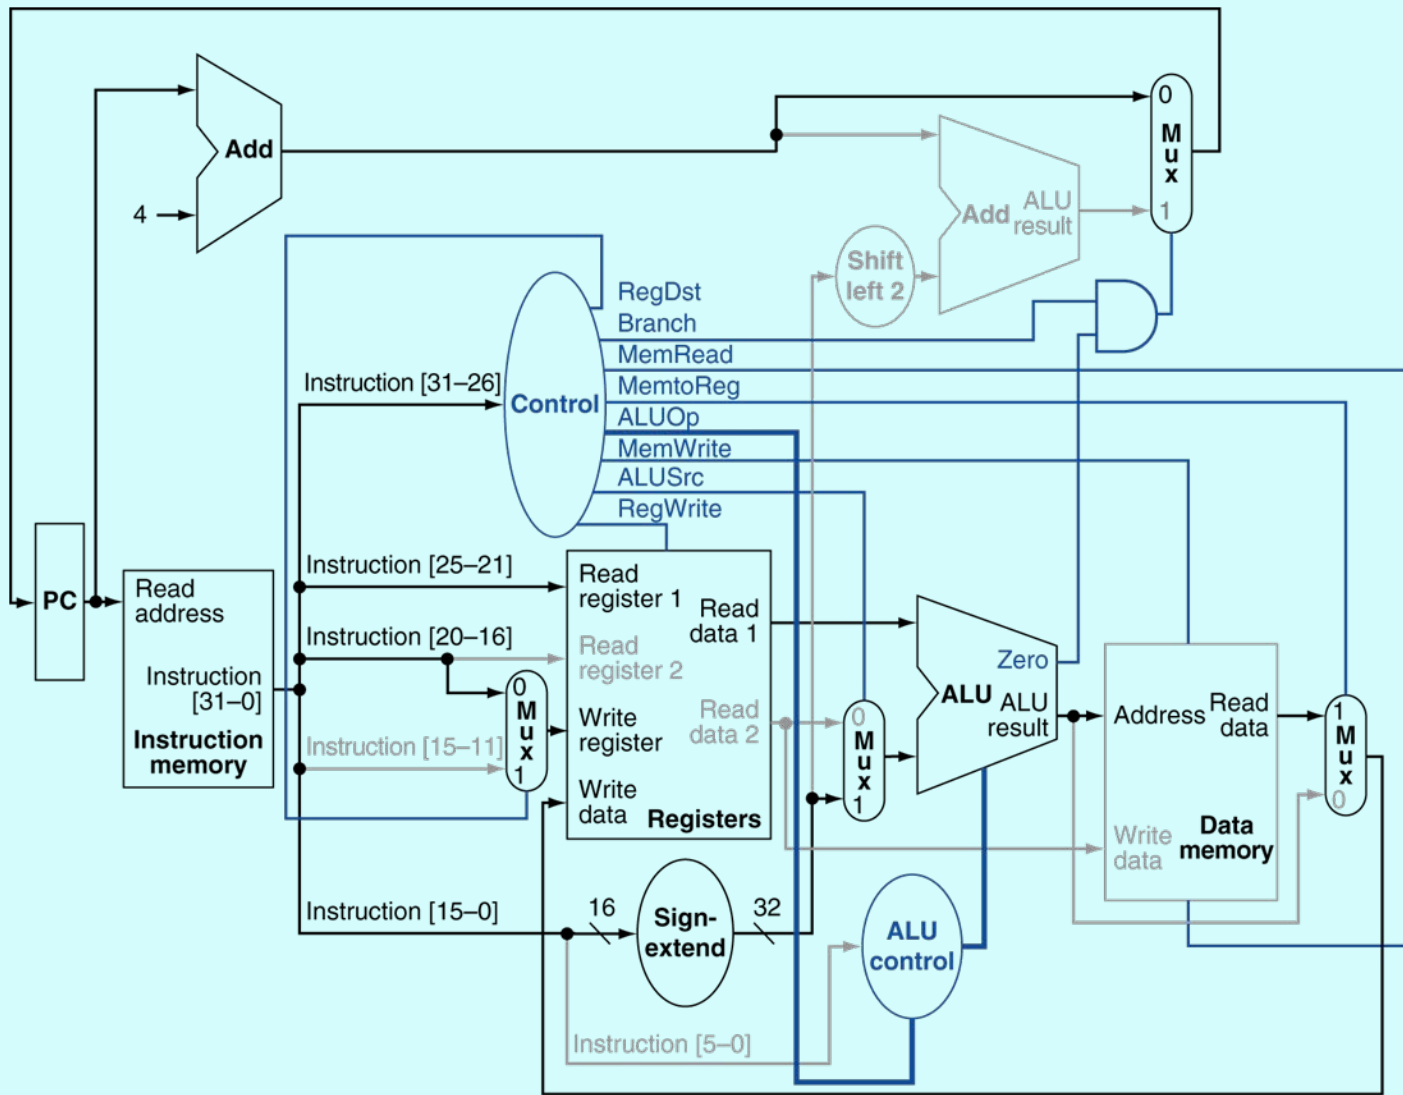 0
M
u
x
1
Add
4
Add
ALU
result
Shift
left 2
RegDst
Branch
MemRead
MemtoReg
ALUOp
MemWrite
ALUSrc
RegWrite
Control
Instruction [31–26]
PC
Read
address
Instruction
[31–0]
Instruction
memory
Instruction [25–21]
Instruction [20–16]
Instruction [15–11]
0
M
u
x
1
Read
register 1
Read
register 2
Write
register
Write
data
Read
data 1
Read
data 2
Registers
0
M
u
x
1
Zero
ALU
ALU
result
Address
Read
data
Write
data
Data
memory
1
M
u
x
0
Instruction [15–0]
16
Sign-
extend
32
ALU
control
Instruction [5–0]